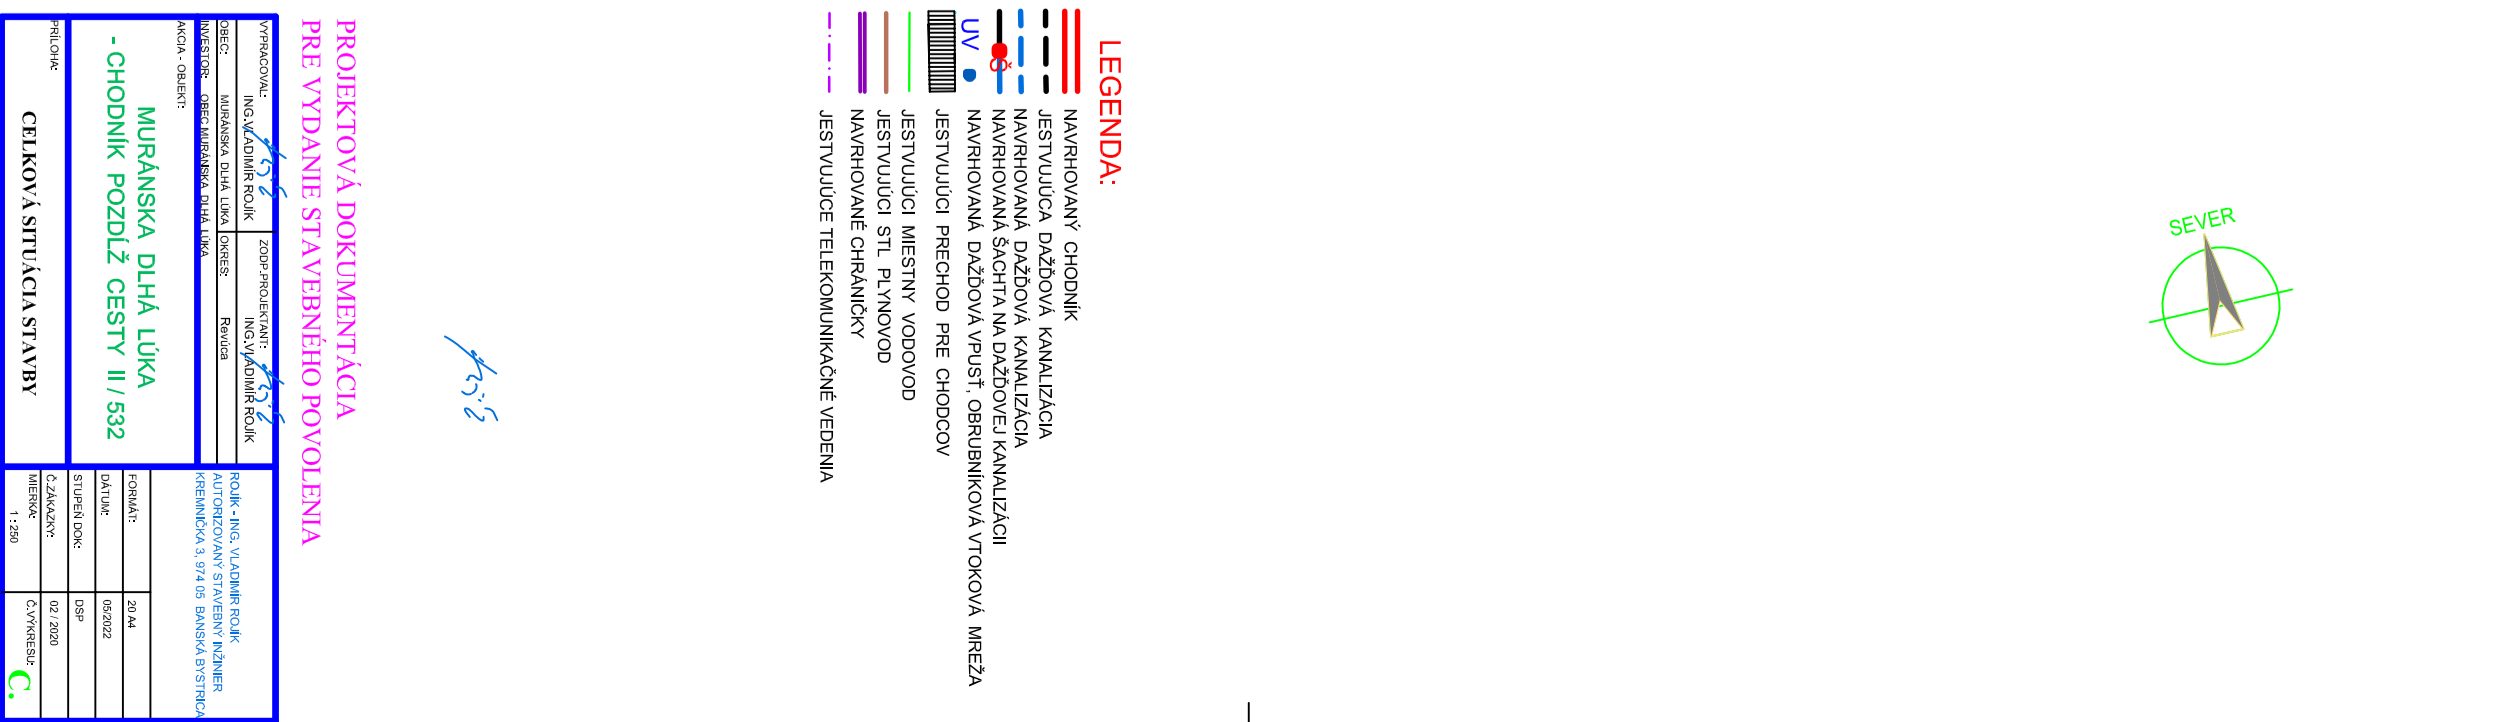 SEVER
LEGENDA:
NAVRHOVANÝ CHODNÍK
JESTVUJÚCA DAŽĎOVÁ KANALIZÁCIA
NAVRHOVANÁ DAŽĎOVÁ KANALIZÁCIA
Š
NAVRHOVANÁ ŠACHTA NA DAŽĎOVEJ KANALIZÁCII
UV
NAVRHOVANÁ DAŽĎOVÁ VPUSŤ, OBRUBNÍKOVÁ VTOKOVÁ MREŽA
JESTVUJÚCI PRECHOD PRE CHODCOV
JESTVUJÚCI MIESTNY VODOVOD
JESTVUJÚCI STL PLYNOVOD
NAVRHOVANÉ CHRÁNIČKY
JESTVUJÚCE TELEKOMUNIKAČNÉ VEDENIA
PROJEKTOVÁ DOKUMENTÁCIA
PRE VYDANIE STAVEBNÉHO POVOLENIA
VYPRACOVAL:
ING.VLADIMÍR ROJÍK
ZODP.PROJEKTANT:
ING.VLADIMÍR ROJÍK
OBEC: MURÁNSKA DLHÁ LÚKA
OKRES: Revúca
INVESTOR: OBEC MURÁNSKA DLHÁ LÚKA
AKCIA - OBJEKT:
MURÁNSKA DLHÁ LÚKA
- CHODNÍK POZDĹŽ CESTY III / 532
PRÍLOHA:
CELKOVÁ SITUÁCIA STAVBY
ROJÍK - ING. VLADIMÍR ROJÍK
AUTORIZOVANÝ STAVEBNÝ INŽINIER
KREMNIČKA 3, 974 05 BANSKÁ BYSTRICA
FORMÁT: 20 A4
DÁTUM: 05/2022
STUPEŇ DOK: DSP
Č.ZÁKAZKY: 02 / 2020
MIERKA:
1 : 250
Č.VÝKRESU:
C.